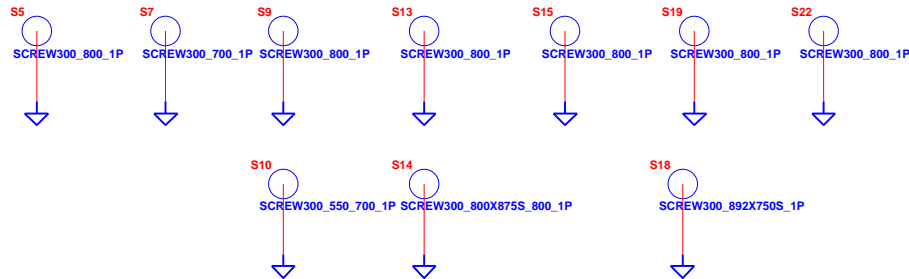 S5 S7 S9 S13 S15 S19 S22
SCREW300_800_1P SCREW300_700_1P SCREW300_800_1P SCREW300_800_1P SCREW300_800_1P SCREW300_800_1P SCREW300_800_1P
S10 S14 S18
SCREW300_550_700_1P SCREW300_800X875S_800_1P SCREW300_892X750S_1P